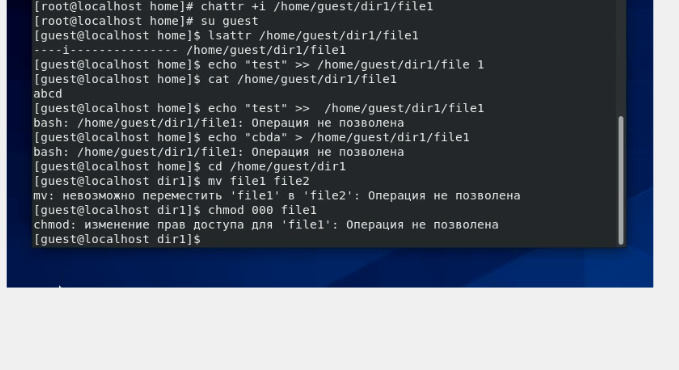 [root@localhost home]# chattr +i /home/guest/dir1/file1
[root@localhost home]# su guest
[guest@localhost home]$ lsattr /home/guest/dir1/file1
----i--------------- /home/guest/dir1/file1
[guest@localhost home]$ echo "test" >> /home/guest/dir1/file 1
[guest@localhost home]$ cat /home/guest/dir1/file1
abcd
[guest@localhost home]$ echo "test" >>  /home/guest/dir1/file1
bash: /home/guest/dir1/file1: Операция не позволена
[guest@localhost home]$ echo "cbda" > /home/guest/dir1/file1
bash: /home/guest/dir1/file1: Операция не позволена
[guest@localhost home]$ cd /home/guest/dir1
[guest@localhost dir1]$ mv file1 file2
mv: невозможно переместить 'file1' в 'file2': Операция не позволена
[guest@localhost dir1]$ chmod 000 file1
chmod: изменение прав доступа для 'file1': Операция не позволена
[guest@localhost dir1]$